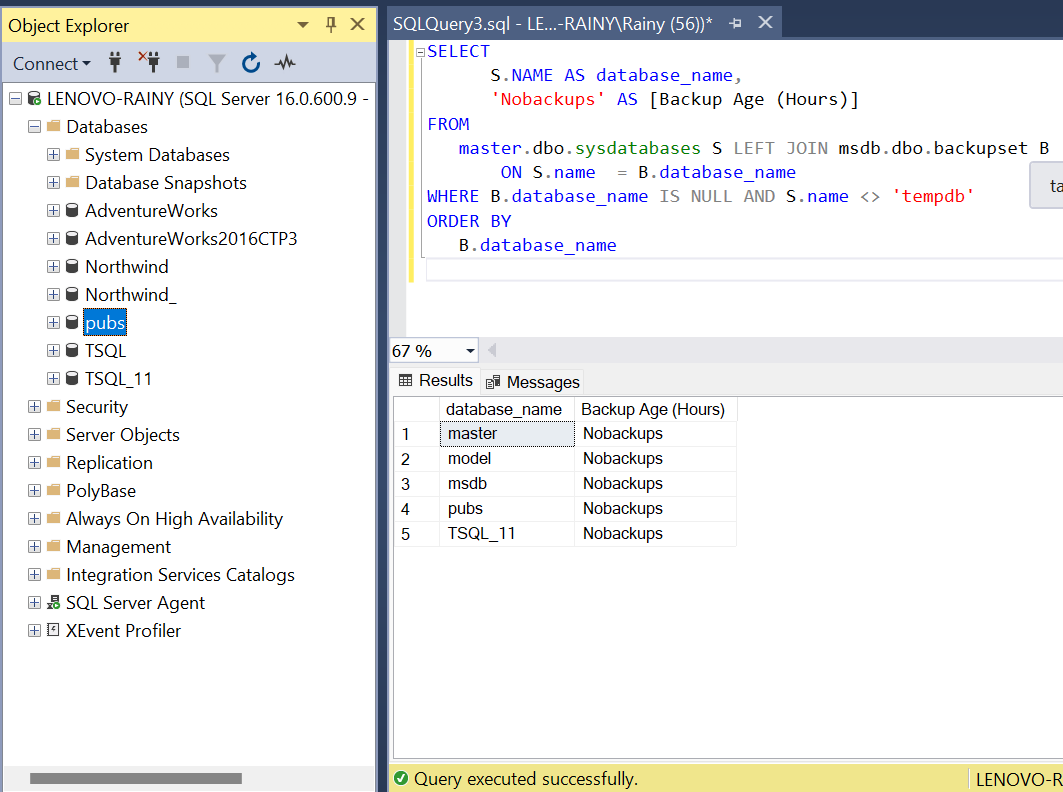 Object Explorer
Connect
LENOVO-RAINY (SQL Server 16.0.600.9 -
Databases
System Databases
Database Snapshots
AdventureWorks
AdventureWorks2016CTP3
Northwind
Northwind_
pubs
TSQL
TSQL_11
Security
Server Objects
Replication
PolyBase
Always On High Availability
Management
Integration Services Catalogs
SQL Server Agent
XEvent Profiler
SQLQuery3.sql - LE...-RAINY\Rainy (56))*
SELECT
S.NAME AS database_name,
'Nobackups' AS [Backup Age (Hours)]
FROM
master.dbo.sysdatabases S LEFT JOIN msdb.dbo.backupset B
ON S.name = B.database_name
WHERE B.database_name IS NULL AND S.name <> 'tempdb'
ORDER BY
B.database_name
ta
67 %
Results Messages
database_name Backup Age (Hours)
1 master Nobackups
2 model Nobackups
3 msdb Nobackups
4 pubs Nobackups
5 TSQL_11 Nobackups
Query executed successfully. LENOVO-R